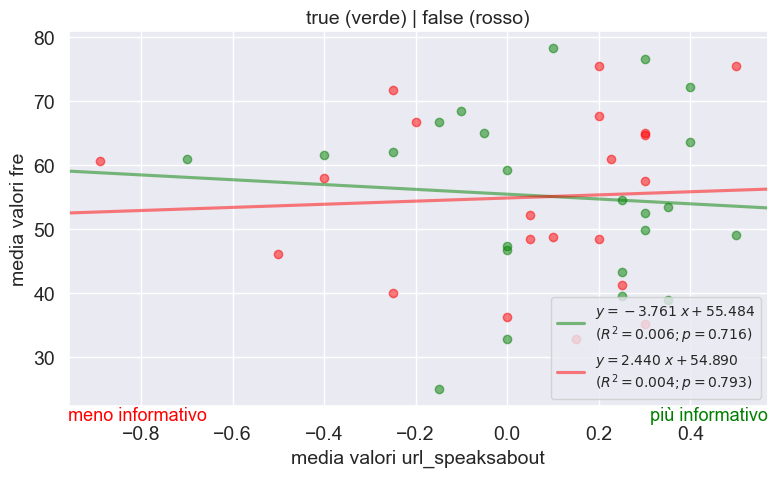 true (verde) | false (rosso)
80
70
60
50
40
30
media valori fre
y = −3.761 x + 55.484
(R² = 0.006; p = 0.716)
y = 2.440 x + 54.890
(R² = 0.004; p = 0.793)
meno informativo
più informativo
−0.8
−0.6
−0.4
−0.2
0.0
0.2
0.4
media valori url_speaksabout